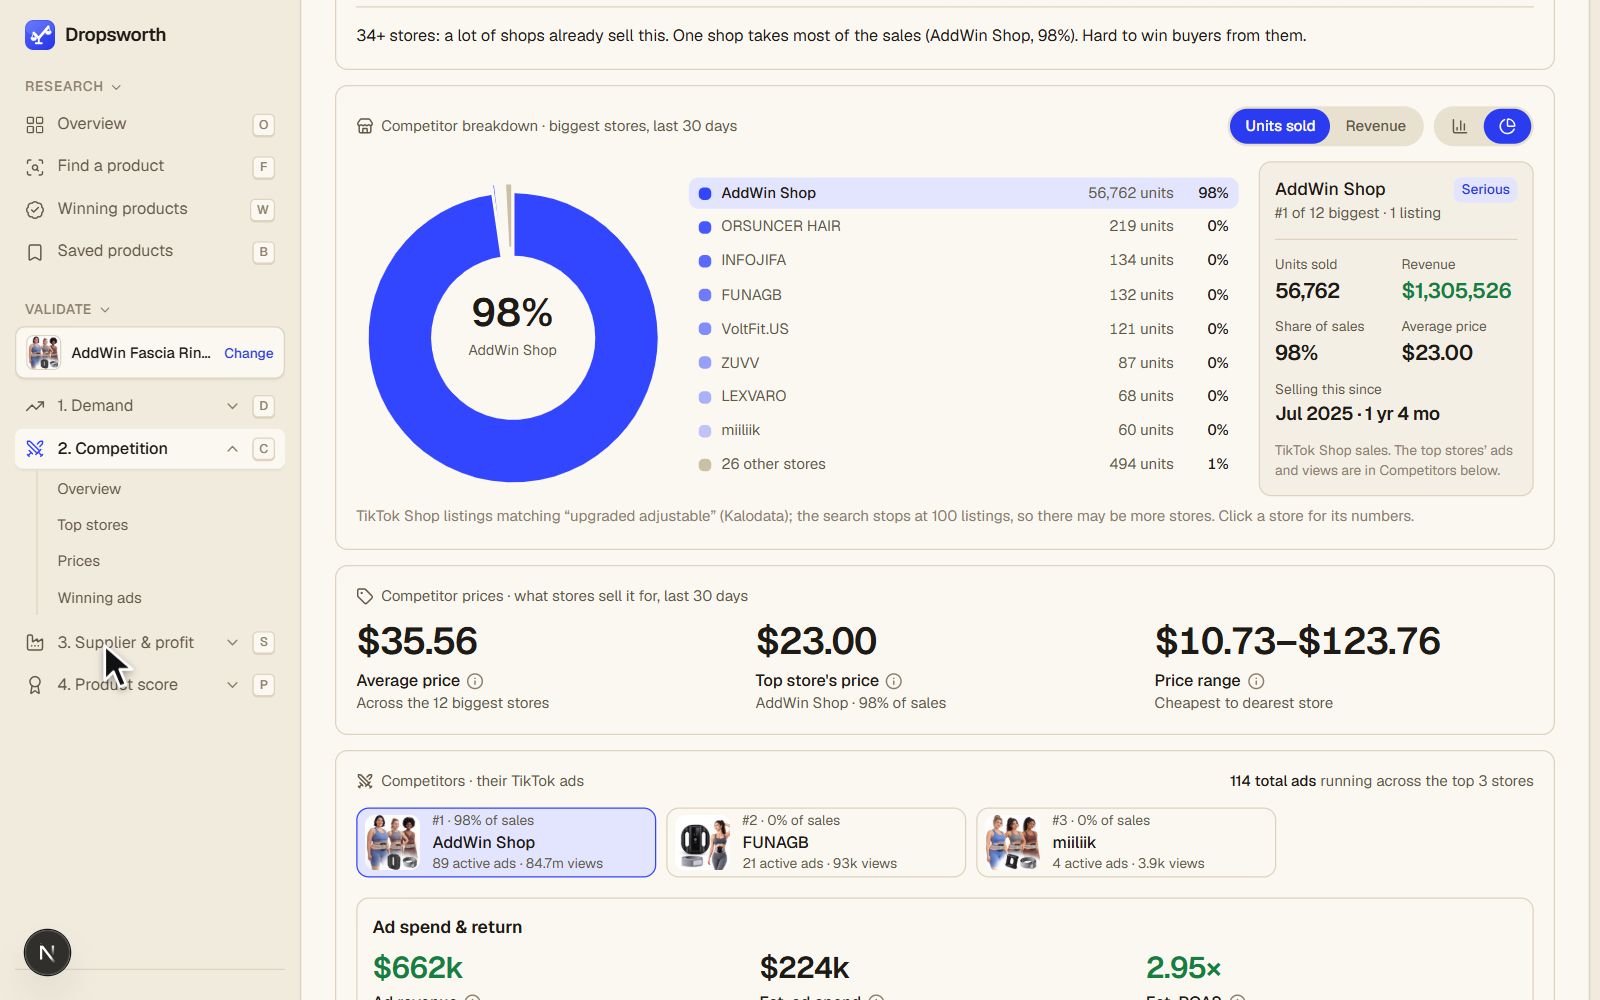 Dropsworth
RESEARCH
Overview O
Find a product F
Winning products W
Saved products B
VALIDATE
AddWin Fascia Rin... Change
1. Demand D
2. Competition C
Overview
Top stores
Prices
Winning ads
3. Supplier & profit S
4. Product score P
N
34+ stores: a lot of shops already sell this. One shop takes most of the sales (AddWin Shop, 98%). Hard to win buyers from them.
Competitor breakdown · biggest stores, last 30 days
Units sold Revenue
98%
AddWin Shop
AddWin Shop 56,762 units 98%
ORSUNCER HAIR 219 units 0%
INFOJIFA 134 units 0%
FUNAGB 132 units 0%
VoltFit.US 121 units 0%
ZUVV 87 units 0%
LEXVARO 68 units 0%
miiliik 60 units 0%
26 other stores 494 units 1%
AddWin Shop Serious
#1 of 12 biggest · 1 listing
Units sold Revenue
56,762 $1,305,526
Share of sales Average price
98% $23.00
Selling this since
Jul 2025 · 1 yr 4 mo
TikTok Shop sales. The top stores’ ads
and views are in Competitors below.
TikTok Shop listings matching “upgraded adjustable” (Kalodata); the search stops at 100 listings, so there may be more stores. Click a store for its numbers.
Competitor prices · what stores sell it for, last 30 days
$35.56 $23.00 $10.73–$123.76
Average price Top store's price Price range
Across the 12 biggest stores AddWin Shop · 98% of sales Cheapest to dearest store
Competitors · their TikTok ads 114 total ads running across the top 3 stores
#1 · 98% of sales
AddWin Shop
89 active ads · 84.7m views
#2 · 0% of sales
FUNAGB
21 active ads · 93k views
#3 · 0% of sales
miiliik
4 active ads · 3.9k views
Ad spend & return
$662k $224k 2.95×
Ad revenue Est. ad spend Est. ROAS